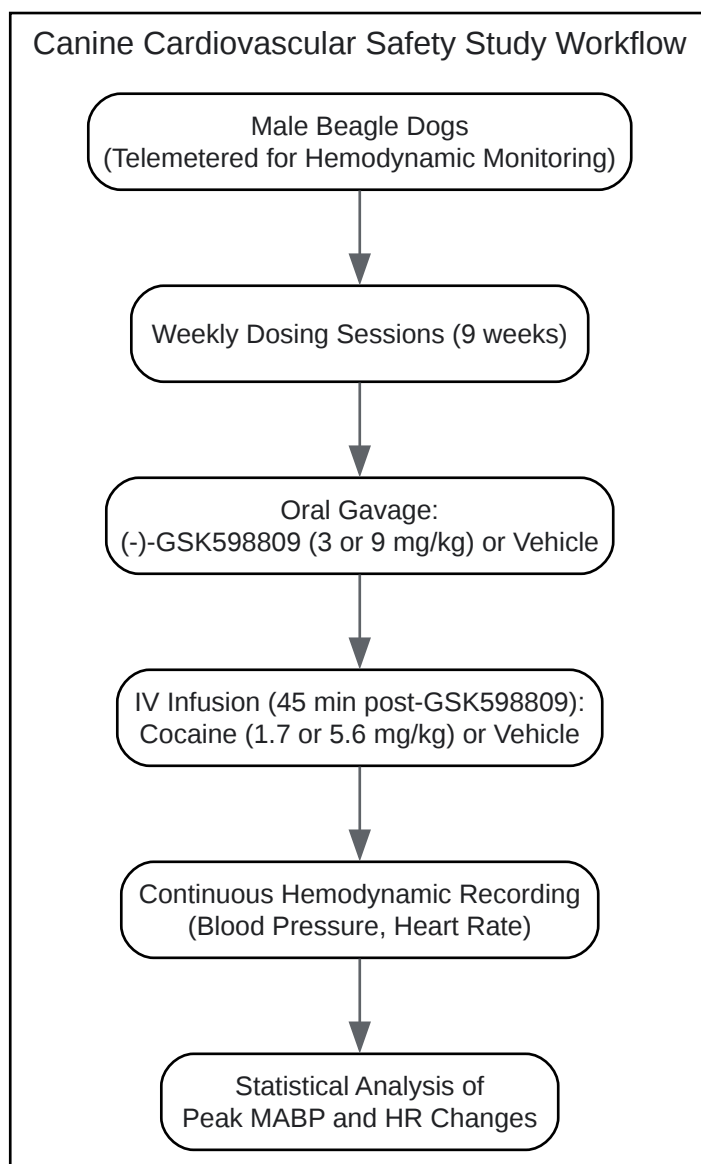 Canine Cardiovascular Safety Study Workflow
Male Beagle Dogs
(Telemetered for Hemodynamic Monitoring)
Weekly Dosing Sessions (9 weeks)
Oral Gavage:
(-)-GSK598809 (3 or 9 mg/kg) or Vehicle
IV Infusion (45 min post-GSK598809):
Cocaine (1.7 or 5.6 mg/kg) or Vehicle
Continuous Hemodynamic Recording
(Blood Pressure, Heart Rate)
Statistical Analysis of
Peak MABP and HR Changes